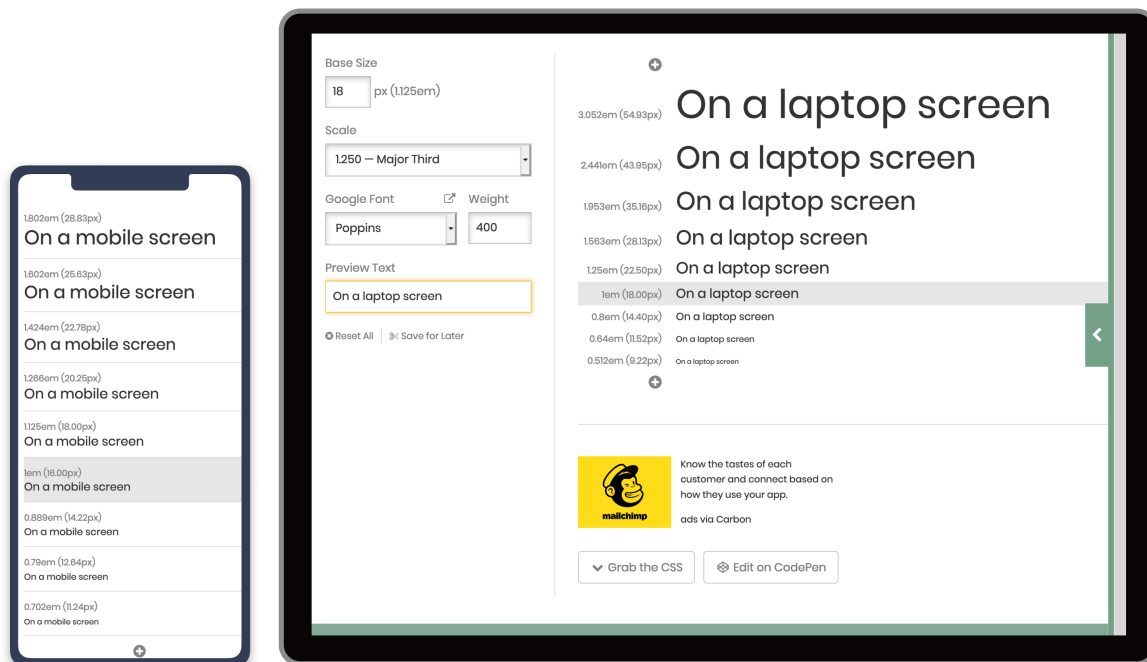 1.802em (28.83px)
On a mobile screen
1.602em (25.63px)
On a mobile screen
1.424em (22.78px)
On a mobile screen
1.266em (20.25px)
On a mobile screen
1.125em (18.00px)
On a mobile screen
1em (16.00px)
On a mobile screen
0.889em (14.22px)
On a mobile screen
0.79em (12.64px)
On a mobile screen
0.702em (11.24px)
On a mobile screen
Base Size
18 px (1.125em)
Scale
1.250 — Major Third
Google Font Weight
Poppins 400
Preview Text
On a laptop screen
Reset All Save for Later
3.052em (54.93px) On a laptop screen
2.441em (43.95px) On a laptop screen
1.953em (35.16px) On a laptop screen
1.563em (28.13px) On a laptop screen
1.25em (22.50px) On a laptop screen
1em (18.00px) On a laptop screen
0.8em (14.40px) On a laptop screen
0.64em (11.52px) On a laptop screen
0.512em (9.22px) On a laptop screen
mailchimp
Know the tastes of each
customer and connect based on
how they use your app.
ads via Carbon
Grab the CSS
Edit on CodePen